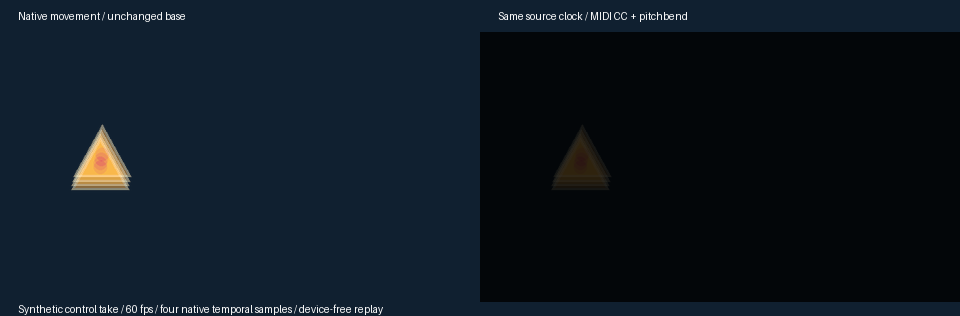 Native movement / unchanged base
Same source clock / MIDI CC + pitchbend
Synthetic control take / 60 fps / four native temporal samples / device-free replay